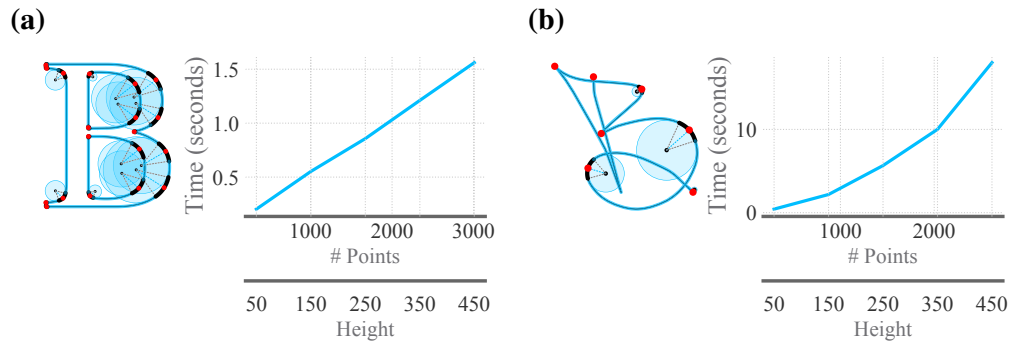 (a)
Time (seconds)
1.5
1.0
0.5
1000 2000 3000
# Points
50 150 250 350 450
Height
(b)
Time (seconds)
10
0
1000 2000
# Points
50 150 250 350 450
Height